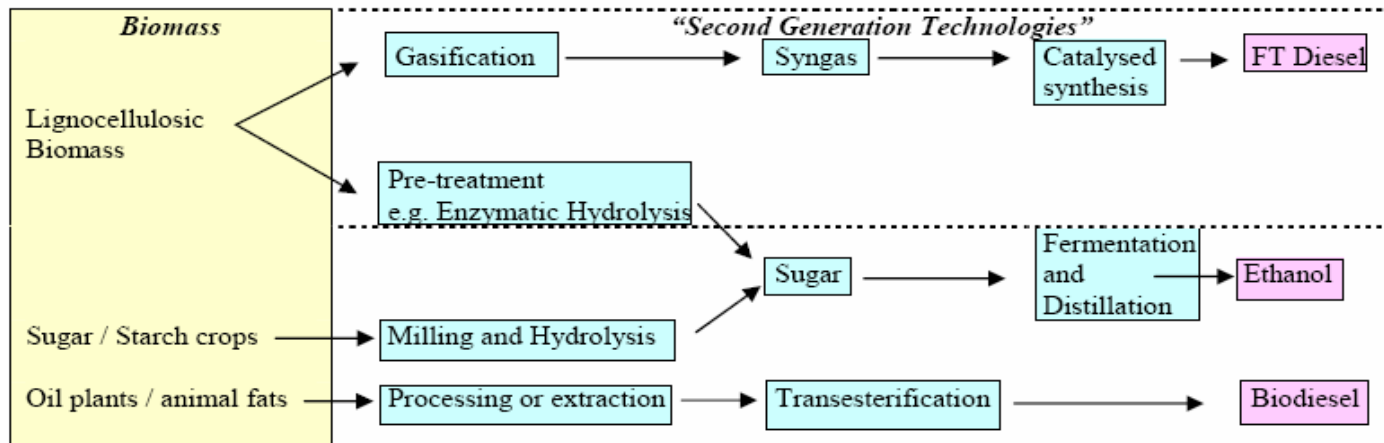 Biomass
“Second Generation Technologies”
Gasification
Syngas
Catalysed
synthesis
FT Diesel
Lignocellulosic
Biomass
Pre-treatment
e.g. Enzymatic Hydrolysis
Sugar
Fermentation
and
Distillation
Ethanol
Sugar / Starch crops
Milling and Hydrolysis
Oil plants / animal fats
Processing or extraction
Transesterification
Biodiesel